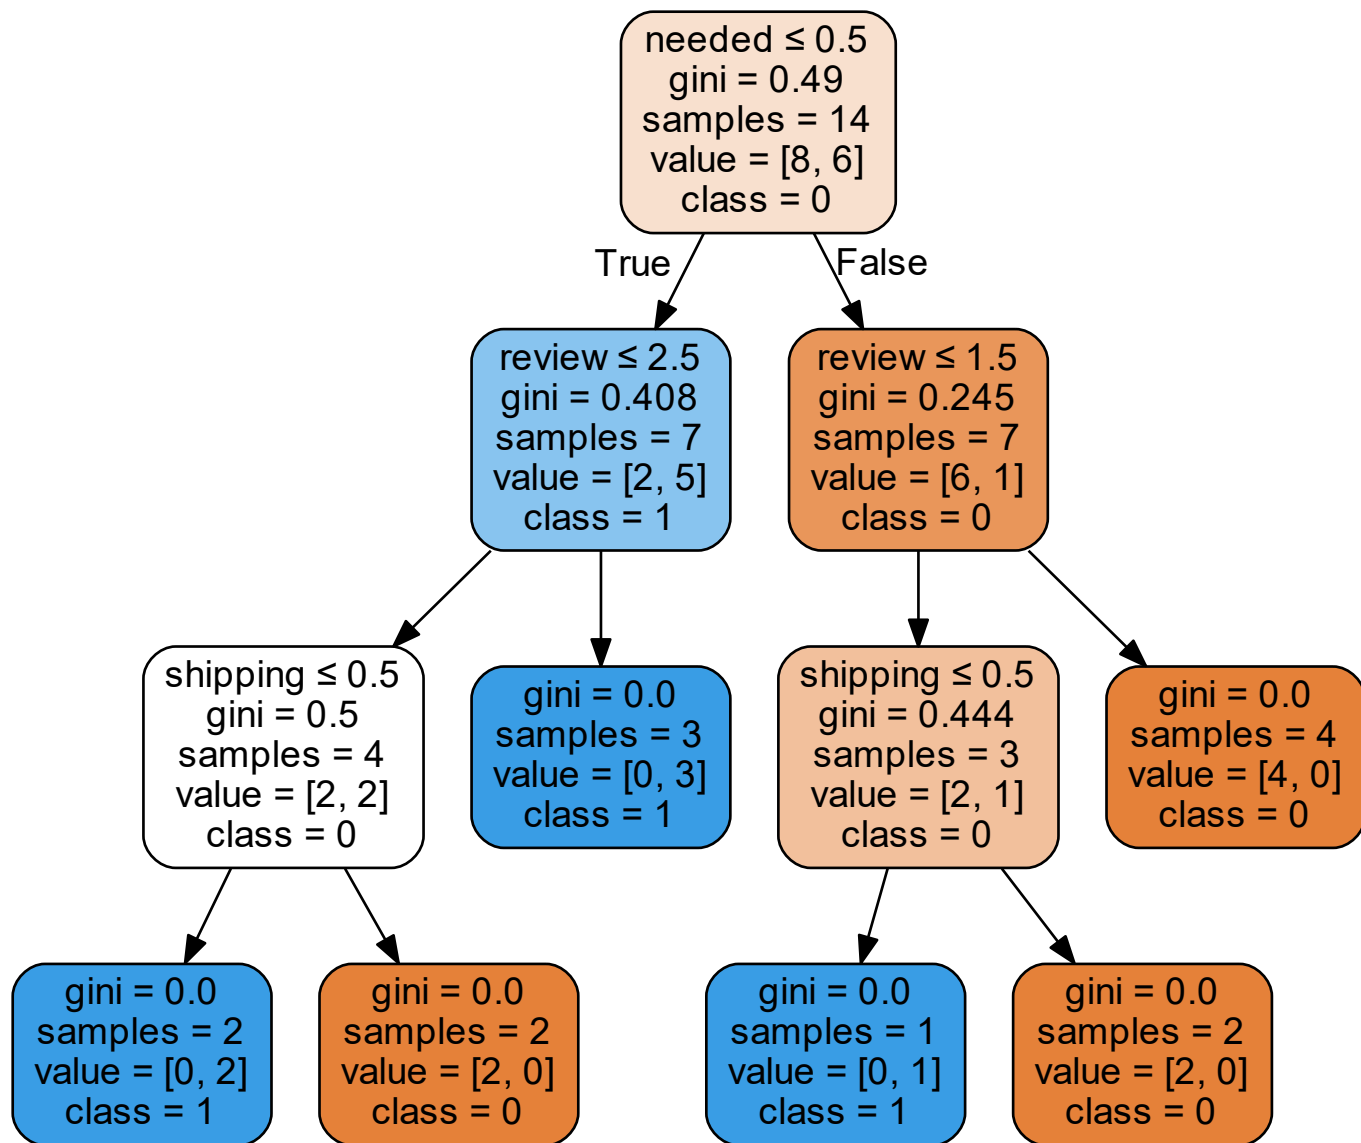 needed ≤ 0.5
gini = 0.49
samples = 14
value = [8, 6]
class = 0
True
False
review ≤ 2.5
gini = 0.408
samples = 7
value = [2, 5]
class = 1
review ≤ 1.5
gini = 0.245
samples = 7
value = [6, 1]
class = 0
shipping ≤ 0.5
gini = 0.5
samples = 4
value = [2, 2]
class = 0
gini = 0.0
samples = 3
value = [0, 3]
class = 1
shipping ≤ 0.5
gini = 0.444
samples = 3
value = [2, 1]
class = 0
gini = 0.0
samples = 4
value = [4, 0]
class = 0
gini = 0.0
samples = 2
value = [0, 2]
class = 1
gini = 0.0
samples = 2
value = [2, 0]
class = 0
gini = 0.0
samples = 1
value = [0, 1]
class = 1
gini = 0.0
samples = 2
value = [2, 0]
class = 0